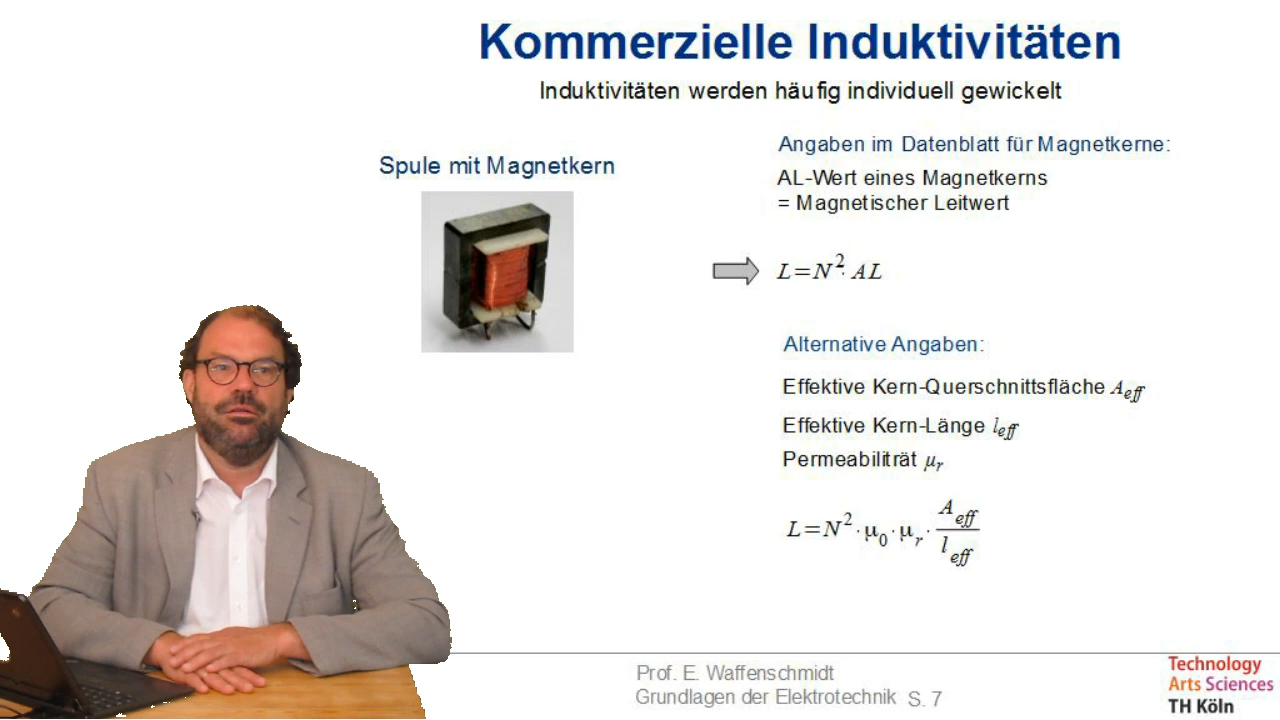 Kommerzielle Induktivitäten
Induktivitäten werden häufig individuell gewickelt
Spule mit Magnetkern
Angaben im Datenblatt für Magnetkerne:
AL-Wert eines Magnetkerns
= Magnetischer Leitwert
L=N²· AL
Alternative Angaben:
Effektive Kern-Querschnittsfläche A_eff
Effektive Kern-Länge l_eff
Permeabilriät μ_r
L=N²·μ_0·μ_r·A_eff/l_eff
Prof. E. Waffenschmidt
Grundlagen der Elektrotechnik S. 7
Technology
Arts Sciences
TH Köln